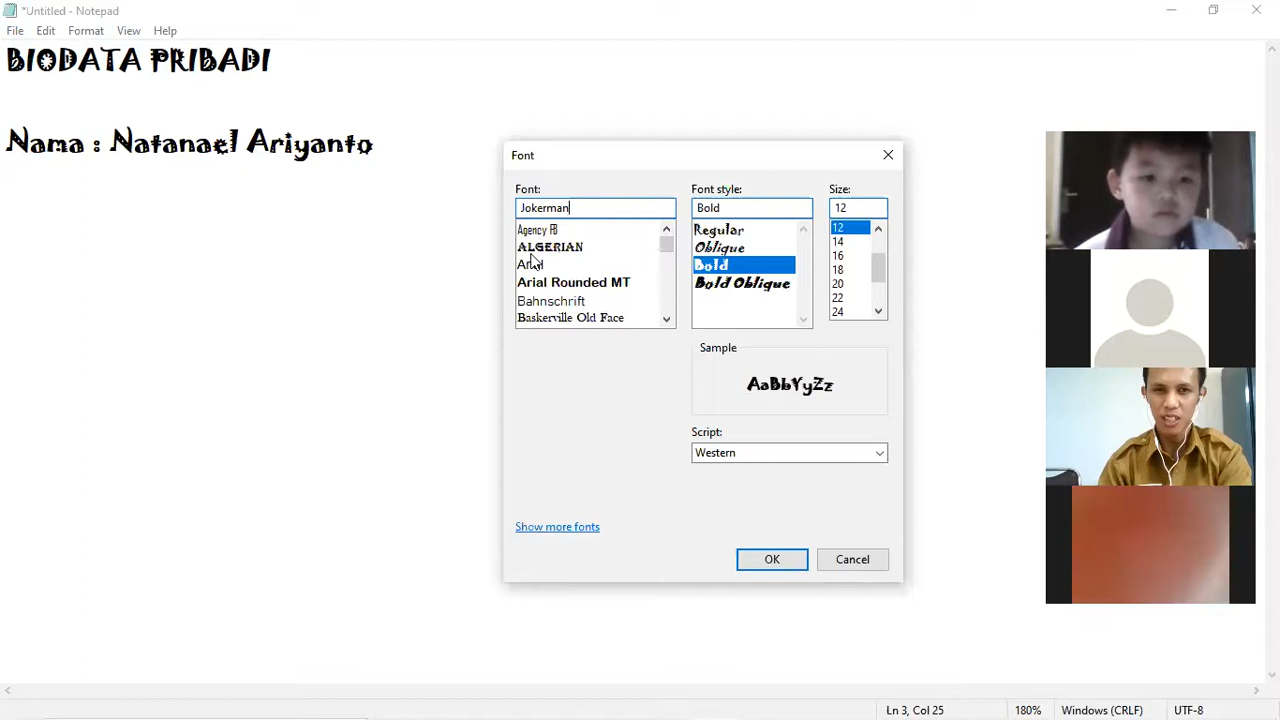 *Untitled - Notepad
File Edit Format View Help
BIODATA PRIBADI
Nama : Natanael Ariyanto
Font
Font: Font style: Size:
Jokerman Bold 12
Agency FB Regular 12
ALGERIAN Oblique 14
Arial Bold 16
Arial Rounded MT Bold Oblique 18
Bahnschrift 20
Baskerville Old Face 22
24
Sample
AaBbYyZz
Script:
Western
Show more fonts
OK Cancel
Ln 3, Col 25 180% Windows (CRLF) UTF-8